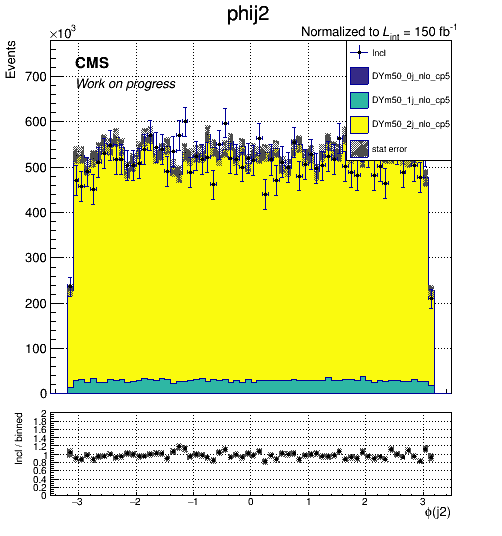 phij2
Normalized to L_int = 150 fb⁻¹
×10³
Events
CMS
Work on progress
Incl
DYm50_0j_nlo_cp5
DYm50_1j_nlo_cp5
DYm50_2j_nlo_cp5
stat error
700
600
500
400
300
200
100
0
Incl / binned
2
1.8
1.6
1.4
1.2
1
0.8
0.6
0.4
0.2
0
−3 −2 −1 0 1 2 3
ϕ(j2)